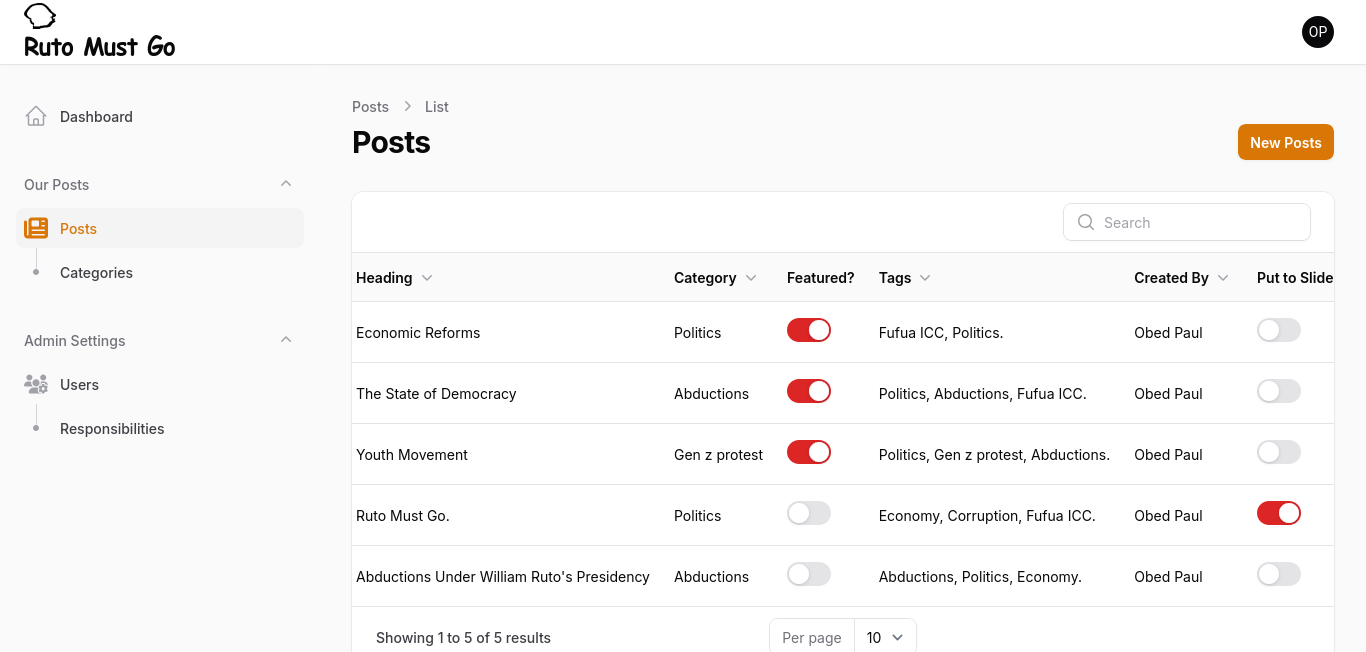 Ruto Must Go
OP
Dashboard
Our Posts
Posts
Categories
Admin Settings
Users
Responsibilities
Posts > List
Posts
New Posts
Search
Heading Category Featured? Tags Created By Put to Slide
Economic Reforms Politics Fufua ICC, Politics. Obed Paul
The State of Democracy Abductions Politics, Abductions, Fufua ICC. Obed Paul
Youth Movement Gen z protest Politics, Gen z protest, Abductions. Obed Paul
Ruto Must Go. Politics Economy, Corruption, Fufua ICC. Obed Paul
Abductions Under William Ruto's Presidency Abductions Abductions, Politics, Economy. Obed Paul
Showing 1 to 5 of 5 results Per page 10